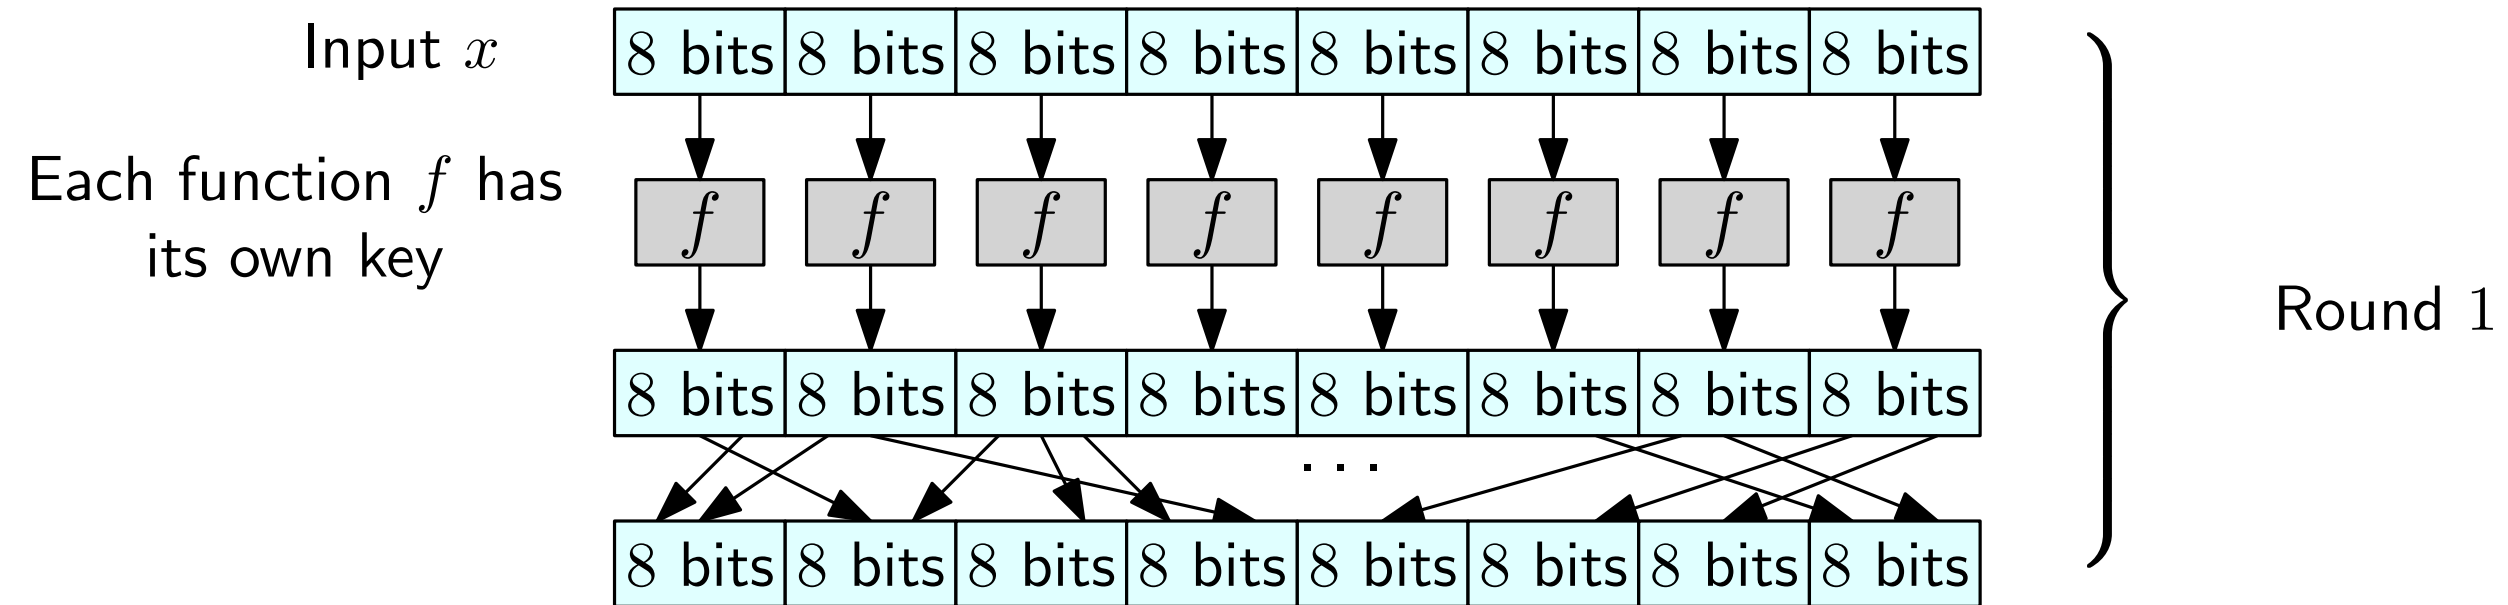 Input x 8 bits 8 bits 8 bits 8 bits 8 bits 8 bits 8 bits 8 bits
Each function f has
its own key
f f f f f f f f
Round 1
8 bits 8 bits 8 bits 8 bits 8 bits 8 bits 8 bits 8 bits
...
8 bits 8 bits 8 bits 8 bits 8 bits 8 bits 8 bits 8 bits